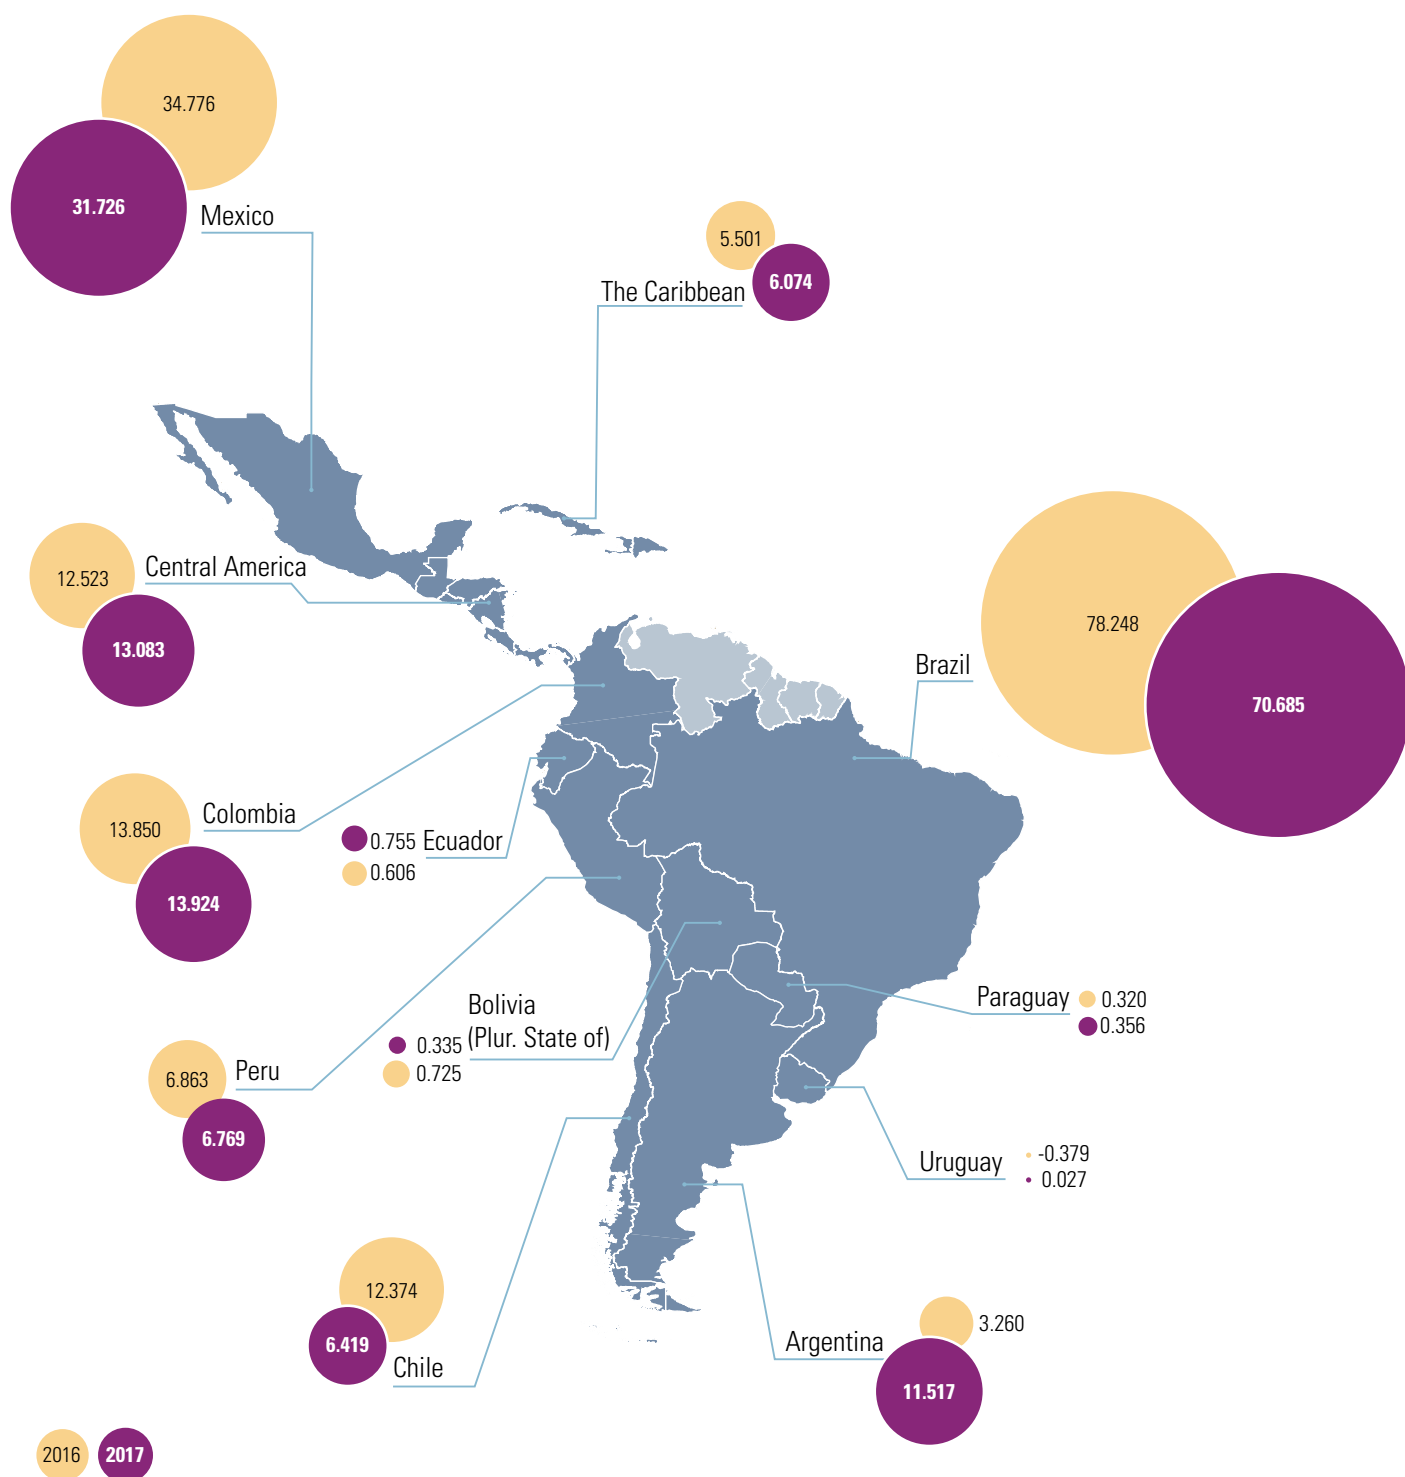 34.776
31.726
Mexico
5.501
6.074
The Caribbean
12.523
Central America
13.083
78.248
Brazil
70.685
13.850
Colombia
13.924
0.755 Ecuador
0.606
Bolivia
(Plur. State of)
0.335
0.725
Paraguay
0.320
0.356
6.863
Peru
6.769
Uruguay
-0.379
0.027
12.374
6.419
Chile
3.260
Argentina
11.517
2016
2017